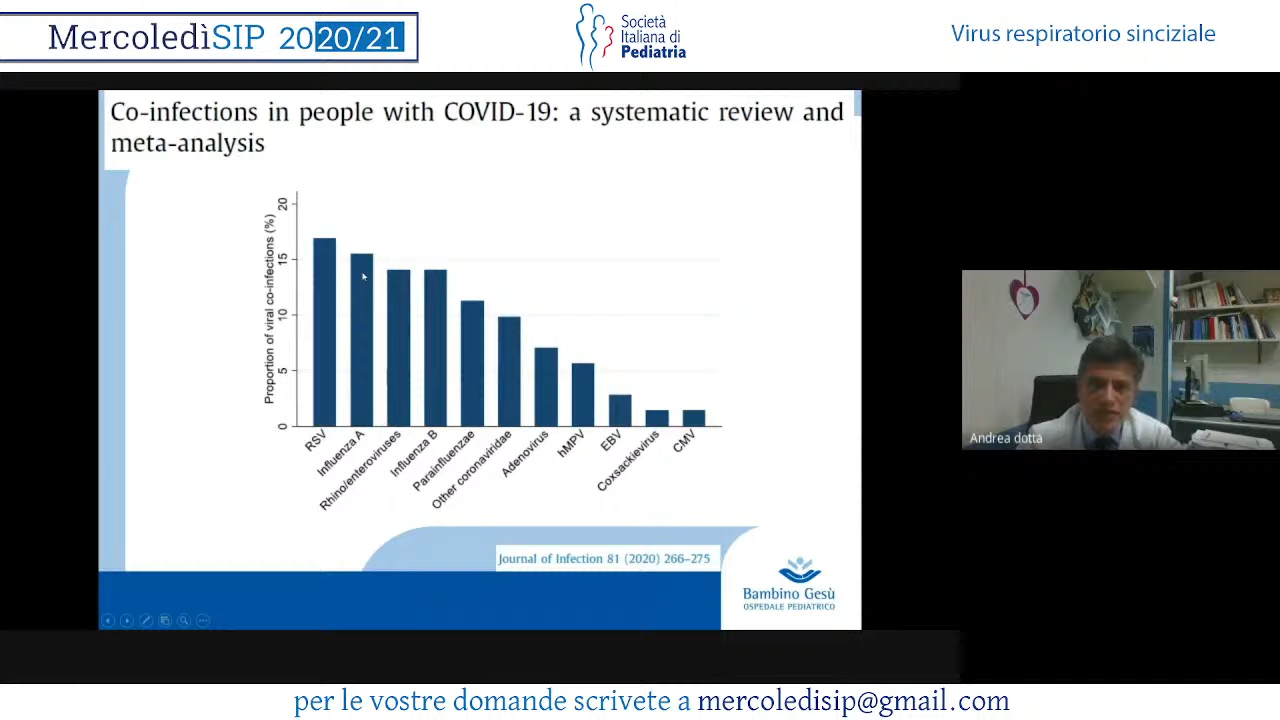 MercoledìSIP 2020/21
Società
Italiana di
Pediatria
Virus respiratorio sinciziale
Co-infections in people with COVID-19: a systematic review and
meta-analysis
Proportion of viral co-infections (%)
20
15
10
5
0
RSV
Influenza A
Rhino/enteroviruses
Influenza B
Parainfluenzae
Other coronaviridae
Adenovirus
hMPV
EBV
Coxsackievirus
CMV
Andrea dotta
Journal of Infection 81 (2020) 266–275
Bambino Gesù
OSPEDALE PEDIATRICO
per le vostre domande scrivete a mercoledisip@gmail.com